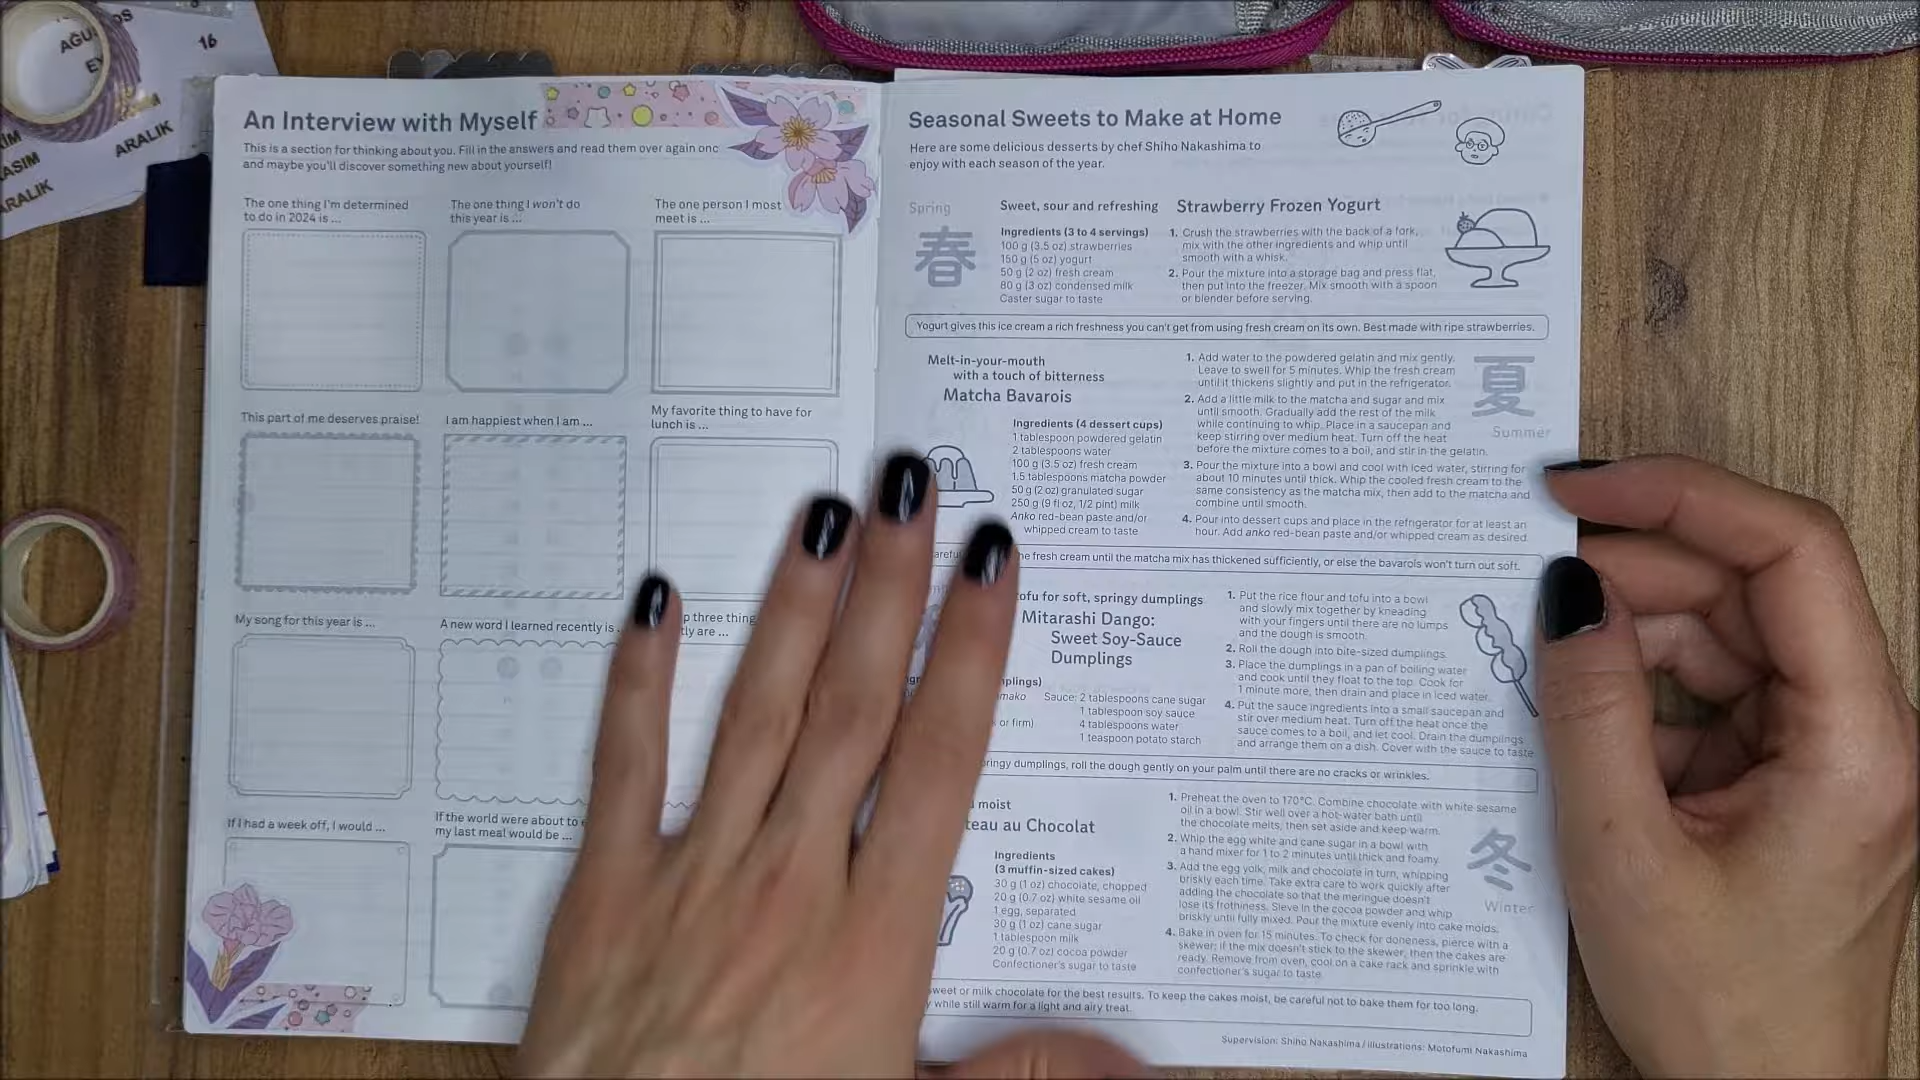 16
ARALIK
ARALIK
An Interview with Myself
This is a section for thinking about you. Fill in the answers and read them over again onc
and maybe you'll discover something new about yourself!
The one thing I'm determined
to do in 2024 is ...
The one thing I won't do
this year is ...
The one person I most
meet is ...
This part of me deserves praise!
I am happiest when I am ...
My favorite thing to have for
lunch is ...
My song for this year is ...
A new word I learned recently is
three thing
tly are ...
If I had a week off, I would ...
If the world were about to
my last meal would be ...
Seasonal Sweets to Make at Home
Here are some delicious desserts by chef Shiho Nakashima to
enjoy with each season of the year.
Spring
春
Sweet, sour and refreshing
Strawberry Frozen Yogurt
Ingredients (3 to 4 servings)
100 g (3.5 oz) strawberries
150 g (5 oz) yogurt
50 g (2 oz) fresh cream
80 g (3 oz) condensed milk
Caster sugar to taste
1. Crush the strawberries with the back of a fork,
mix with the other ingredients and whip until
smooth with a whisk.
2. Pour the mixture into a storage bag and press flat,
then put into the freezer. Mix smooth with a spoon
or blender before serving.
Yogurt gives this ice cream a rich freshness you can't get from using fresh cream on its own. Best made with ripe strawberries.
Melt-in-your-mouth
with a touch of bitterness
Matcha Bavarois
Ingredients (4 dessert cups)
1 tablespoon powdered gelatin
2 tablespoons water
100 g (3.5 oz) fresh cream
1.5 tablespoons matcha powder
50 g (2 oz) granulated sugar
250 g (9 fl oz, 1/2 pint) milk
Anko red-bean paste and/or
whipped cream to taste
1. Add water to the powdered gelatin and mix gently.
Leave to swell for 5 minutes. Whip the fresh cream
until it thickens slightly and put in the refrigerator.
2. Add a little milk to the matcha and sugar and mix
until smooth. Gradually add the rest of the milk
while continuing to whip. Place in a saucepan and
keep stirring over medium heat. Turn off the heat
before the mixture comes to a boil, and stir in the gelatin.
3. Pour the mixture into a bowl and cool with iced water, stirring for
about 10 minutes until thick. Whip the cooled fresh cream to the
same consistency as the matcha mix, then add to the matcha and
combine until smooth.
4. Pour into dessert cups and place in the refrigerator for at least an
hour. Add anko red-bean paste and/or whipped cream as desired.
夏
Summer
areful
he fresh cream until the matcha mix has thickened sufficiently, or else the bavarois won't turn out soft.
tofu for soft, springy dumplings
Mitarashi Dango:
Sweet Soy-Sauce
Dumplings
mplings)
Sauce: 2 tablespoons cane sugar
1 tablespoon soy sauce
or firm)
4 tablespoons water
1 teaspoon potato starch
1. Put the rice flour and tofu into a bowl
and slowly mix together by kneading
with your fingers until there are no lumps
and the dough is smooth.
2. Roll the dough into bite-sized dumplings.
3. Place the dumplings in a pan of boiling water
and cook until they float to the top. Cook for
1 minute more, then drain and place in iced water.
4. Put the sauce ingredients into a small saucepan and
stir over medium heat. Turn off the heat once the
sauce comes to a boil, and let cool. Drain the dumplings
and arrange them on a dish. Cover with the sauce to taste
pringy dumplings, roll the dough gently on your palm until there are no cracks or wrinkles.
moist
teau au Chocolat
Ingredients
(3 muffin-sized cakes)
30 g (1 oz) chocolate, chopped
20 g (0.7 oz) white sesame oil
1 egg, separated
30 g (1 oz) cane sugar
1 tablespoon milk
20 g (0.7 oz) cocoa powder
Confectioner's sugar to taste
1. Preheat the oven to 170°C. Combine chocolate with white sesame
oil in a bowl. Stir well over a hot-water bath until
the chocolate melts, then set aside and keep warm.
2. Whip the egg white and cane sugar in a bowl with
a hand mixer for 1 to 2 minutes until thick and foamy.
3. Add the egg yolk, milk and chocolate in turn, whipping
briskly each time. Take extra care to work quickly after
adding the chocolate so that the meringue doesn't
lose its frothiness. Sieve in the cocoa powder and whip
briskly until fully mixed. Pour the mixture evenly into cake molds.
4. Bake in oven for 15 minutes. To check for doneness, pierce with a
skewer; if the mix doesn't stick to the skewer, then the cakes are
ready. Remove from oven, cool on a cake rack and sprinkle with
confectioner's sugar to taste.
冬
Winter
sweet or milk chocolate for the best results. To keep the cakes moist, be careful not to bake them for too long.
y while still warm for a light and airy treat.
Supervision: Shiho Nakashima / Illustrations: Motofumi Nakashima